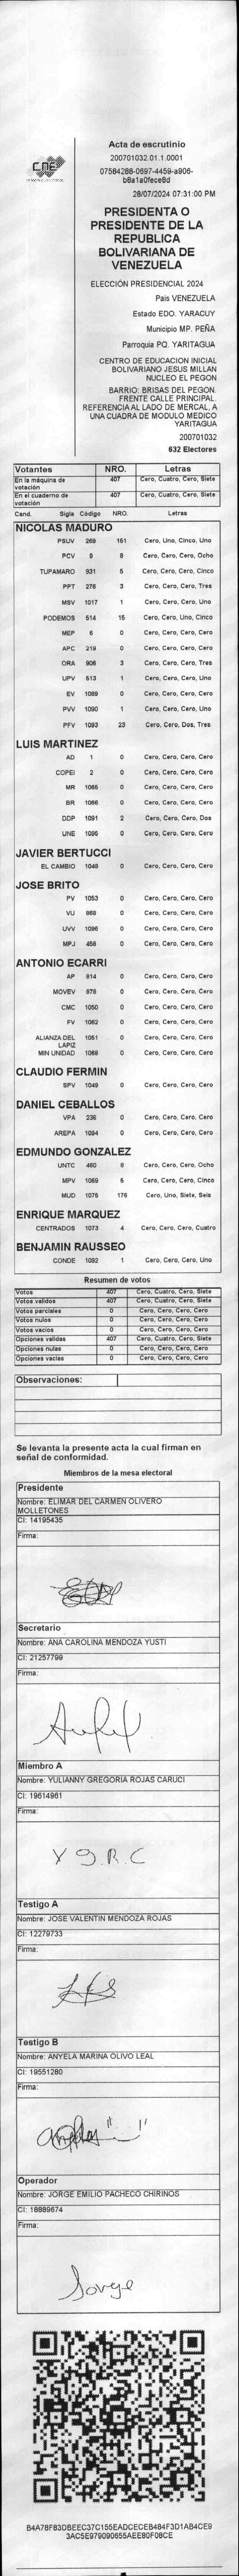 CNE
Acta de escrutinio
200701032.01.1.0001
07584288-0697-4459-a906-
b8a1a0fece8d
28/07/2024 07:31:00 PM
PRESIDENTA O
PRESIDENTE DE LA
REPUBLICA
BOLIVARIANA DE
VENEZUELA
ELECCIÓN PRESIDENCIAL 2024
Pais VENEZUELA
Estado EDO. YARACUY
Municipio MP. PEÑA
Parroquia PQ. YARITAGUA
CENTRO DE EDUCACION INICIAL
BOLIVARIANO JESUS MILLAN
NUCLEO EL PEGON
BARRIO: BRISAS DEL PEGON.
FRENTE CALLE PRINCIPAL.
REFERENCIA AL LADO DE MERCAL, A
UNA CUADRA DE MODULO MEDICO
YARITAGUA
200701032
632 Electores
Votantes NRO. Letras
En la máquina de votación 407 Cero, Cuatro, Cero, Siete
En el cuaderno de votación 407 Cero, Cuatro, Cero, Siete
Cand. Sigla Código NRO. Letras
NICOLAS MADURO
PSUV 269 151 Cero, Uno, Cinco, Uno
PCV 9 8 Cero, Cero, Cero, Ocho
TUPAMARO 931 5 Cero, Cero, Cero, Cinco
PPT 276 3 Cero, Cero, Cero, Tres
MSV 1017 1 Cero, Cero, Cero, Uno
PODEMOS 514 15 Cero, Cero, Uno, Cinco
MEP 6 0 Cero, Cero, Cero, Cero
APC 219 0 Cero, Cero, Cero, Cero
ORA 906 3 Cero, Cero, Cero, Tres
UPV 513 1 Cero, Cero, Cero, Uno
EV 1089 0 Cero, Cero, Cero, Cero
PVV 1090 1 Cero, Cero, Cero, Uno
PFV 1093 23 Cero, Cero, Dos, Tres
LUIS MARTINEZ
AD 1 0 Cero, Cero, Cero, Cero
COPEI 2 0 Cero, Cero, Cero, Cero
MR 1065 0 Cero, Cero, Cero, Cero
BR 1066 0 Cero, Cero, Cero, Cero
DDP 1091 2 Cero, Cero, Cero, Dos
UNE 1095 0 Cero, Cero, Cero, Cero
JAVIER BERTUCCI
EL CAMBIO 1048 0 Cero, Cero, Cero, Cero
JOSE BRITO
PV 1053 0 Cero, Cero, Cero, Cero
VU 868 0 Cero, Cero, Cero, Cero
UVV 1096 0 Cero, Cero, Cero, Cero
MPJ 458 0 Cero, Cero, Cero, Cero
ANTONIO ECARRI
AP 814 0 Cero, Cero, Cero, Cero
MOVEV 978 0 Cero, Cero, Cero, Cero
CMC 1050 0 Cero, Cero, Cero, Cero
FV 1062 0 Cero, Cero, Cero, Cero
ALIANZA DEL LAPIZ 1051 0 Cero, Cero, Cero, Cero
MIN UNIDAD 1088 0 Cero, Cero, Cero, Cero
CLAUDIO FERMIN
SPV 1049 0 Cero, Cero, Cero, Cero
DANIEL CEBALLOS
VPA 236 0 Cero, Cero, Cero, Cero
AREPA 1094 0 Cero, Cero, Cero, Cero
EDMUNDO GONZALEZ
UNTC 460 8 Cero, Cero, Cero, Ocho
MPV 1069 5 Cero, Cero, Cero, Cinco
MUD 1075 176 Cero, Uno, Siete, Seis
ENRIQUE MARQUEZ
CENTRADOS 1073 4 Cero, Cero, Cero, Cuatro
BENJAMIN RAUSSEO
CONDE 1092 1 Cero, Cero, Cero, Uno
Resumen de votos
Votos 407 Cero, Cuatro, Cero, Siete
Votos validos 407 Cero, Cuatro, Cero, Siete
Votos parciales 0 Cero, Cero, Cero, Cero
Votos nulos 0 Cero, Cero, Cero, Cero
Votos vacios 0 Cero, Cero, Cero, Cero
Opciones validas 407 Cero, Cuatro, Cero, Siete
Opciones nulas 0 Cero, Cero, Cero, Cero
Opciones vacias 0 Cero, Cero, Cero, Cero
Observaciones:
Se levanta la presente acta la cual firman en
señal de conformidad.
Miembros de la mesa electoral
Presidente
Nombre: ELIMAR DEL CARMEN OLIVERO
MOLLETONES
CI: 14195435
Firma:
Secretario
Nombre: ANA CAROLINA MENDOZA YUSTI
CI: 21257799
Firma:
Miembro A
Nombre: YULIANNY GREGORIA ROJAS CARUCI
CI: 19614961
Firma:
Y G.R.C
Testigo A
Nombre: JOSE VALENTIN MENDOZA ROJAS
CI: 12279733
Firma:
Testigo B
Nombre: ANYELA MARINA OLIVO LEAL
CI: 19551280
Firma:
Operador
Nombre: JORGE EMILIO PACHECO CHIRINOS
CI: 18889674
Firma:
Jorge
B4A78F83DBEEC37C155EADCECEB484F3D1AB4CE9
3AC5E979090655AEE80F08CE